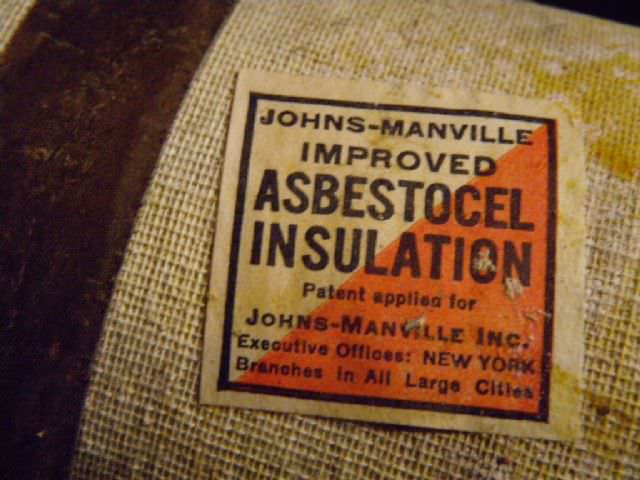 JOHNS-MANVILLE
IMPROVED
ASBESTOCEL
INSULATION
Patent applied for
JOHNS-MANVILLE INC.
Executive Offices: NEW YORK
Branches in All Large Cities